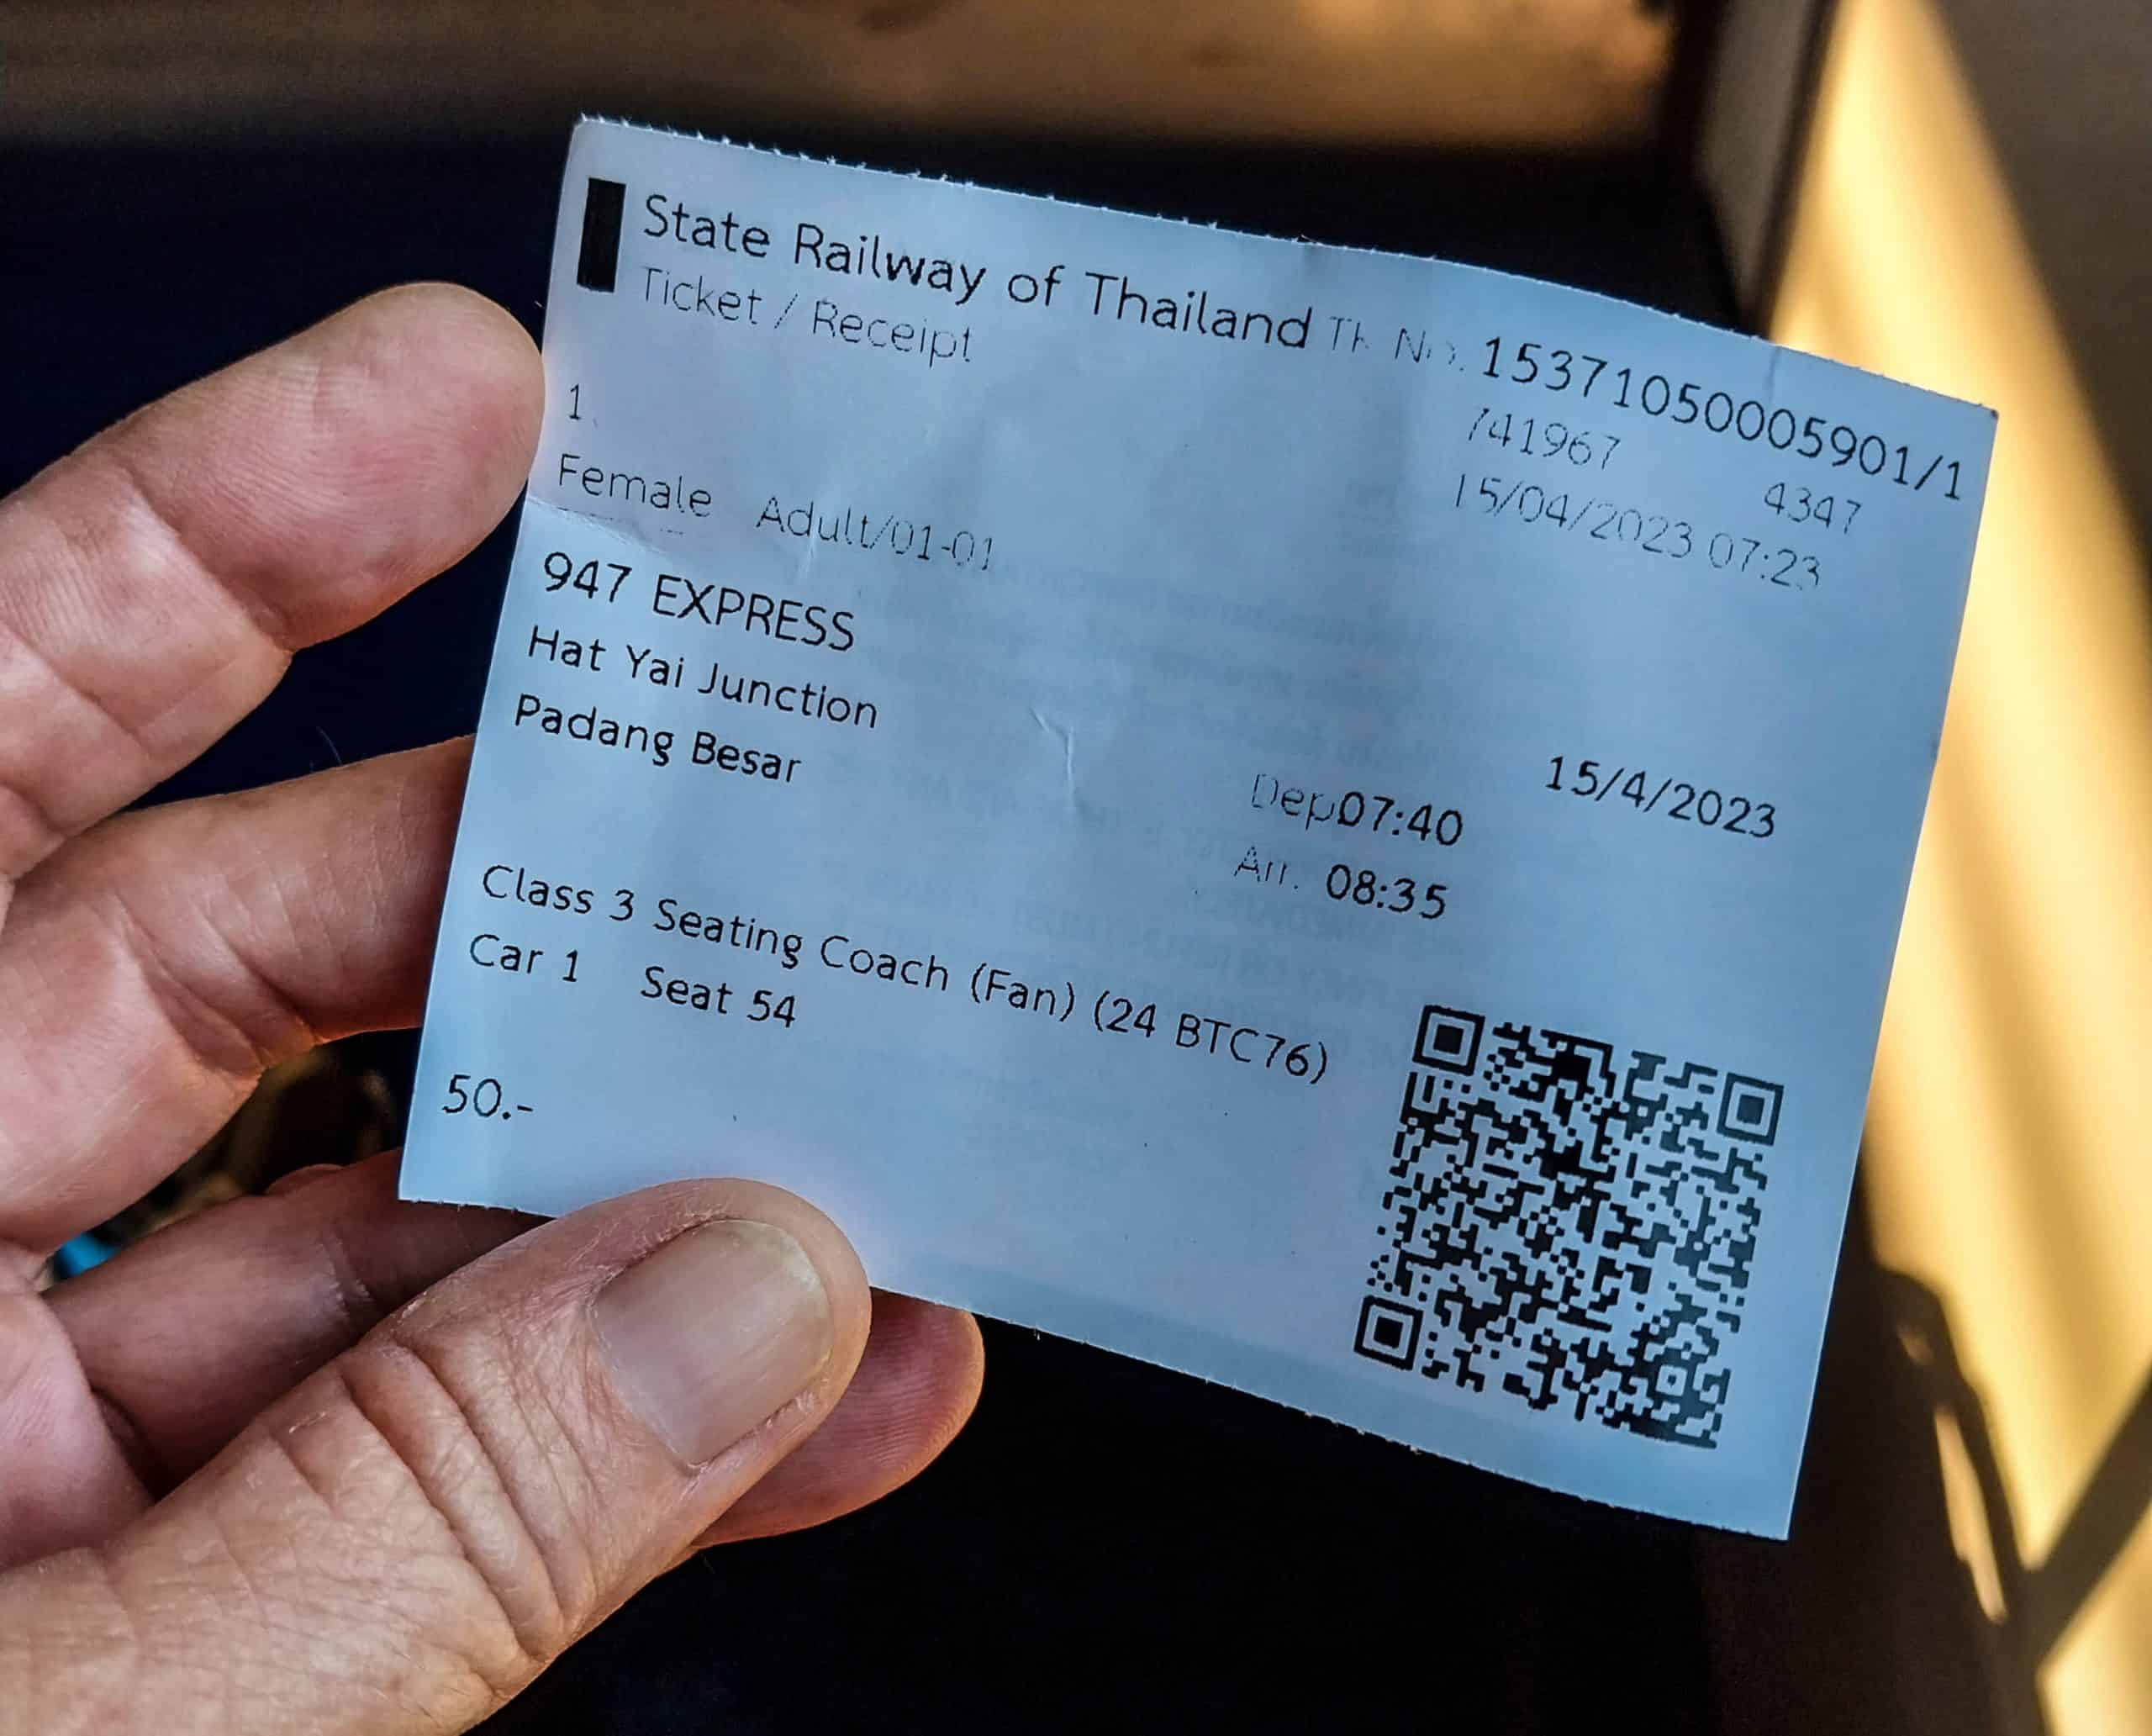 State Railway of Thailand Tk No. 15371050005901/1
Ticket / Receipt
741967 4347
1.
15/04/2023 07:23
Female Adult/01-01
947 EXPRESS
Hat Yai Junction Dep07:40 15/4/2023
Padang Besar Arr. 08:35
Class 3 Seating Coach (Fan) (24 BTC76)
Car 1 Seat 54
50.-